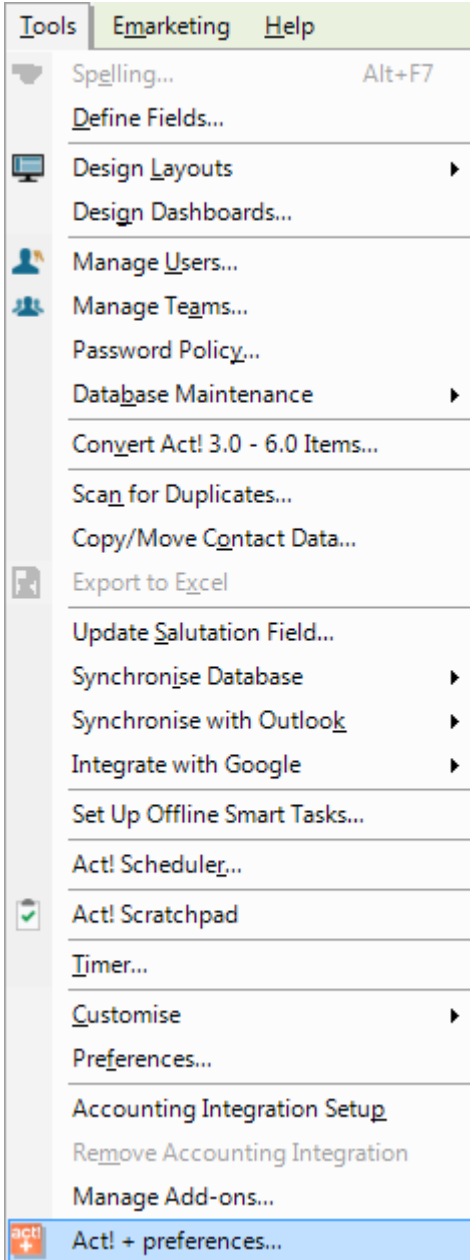 Tools Emarketing Help
Spelling... Alt+F7
Define Fields...
Design Layouts
Design Dashboards...
Manage Users...
Manage Teams...
Password Policy...
Database Maintenance
Convert Act! 3.0 - 6.0 Items...
Scan for Duplicates...
Copy/Move Contact Data...
Export to Excel
Update Salutation Field...
Synchronise Database
Synchronise with Outlook
Integrate with Google
Set Up Offline Smart Tasks...
Act! Scheduler...
Act! Scratchpad
Timer...
Customise
Preferences...
Accounting Integration Setup
Remove Accounting Integration
Manage Add-ons...
act! + Act! + preferences...